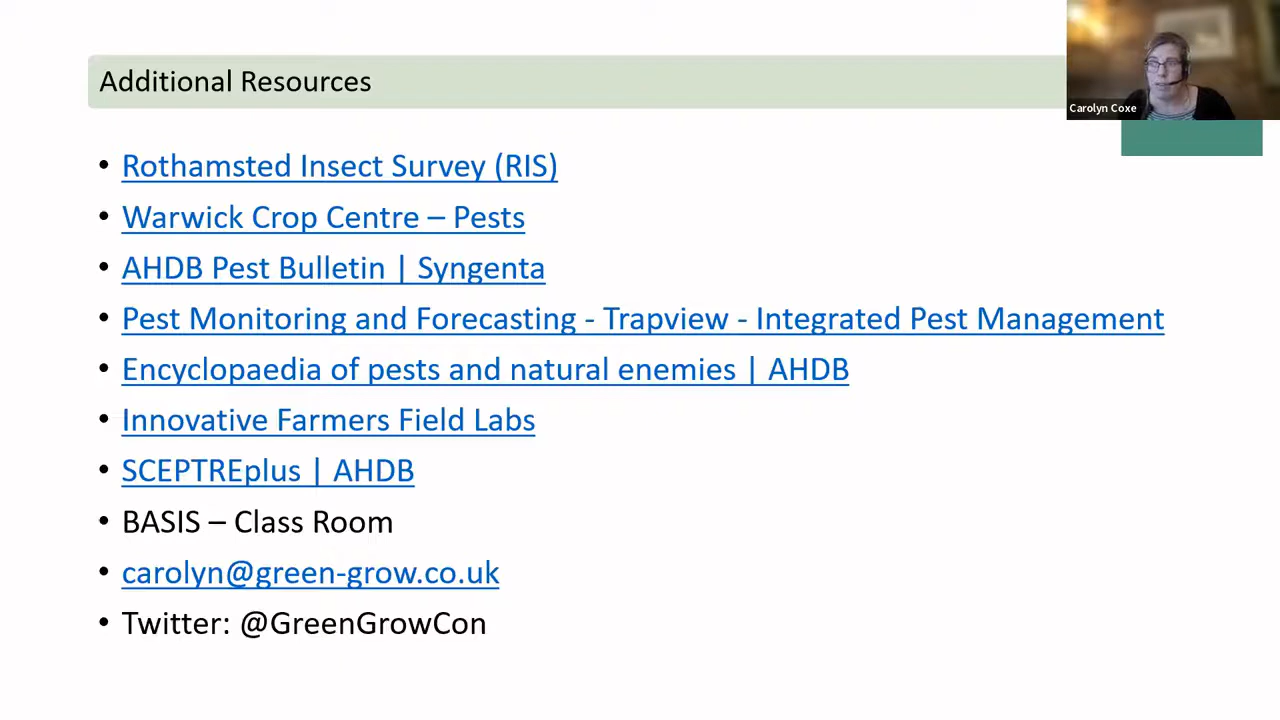 Additional Resources
Carolyn Coxe
• Rothamsted Insect Survey (RIS)
• Warwick Crop Centre – Pests
• AHDB Pest Bulletin | Syngenta
• Pest Monitoring and Forecasting - Trapview - Integrated Pest Management
• Encyclopaedia of pests and natural enemies | AHDB
• Innovative Farmers Field Labs
• SCEPTREplus | AHDB
• BASIS – Class Room
• carolyn@green-grow.co.uk
• Twitter: @GreenGrowCon